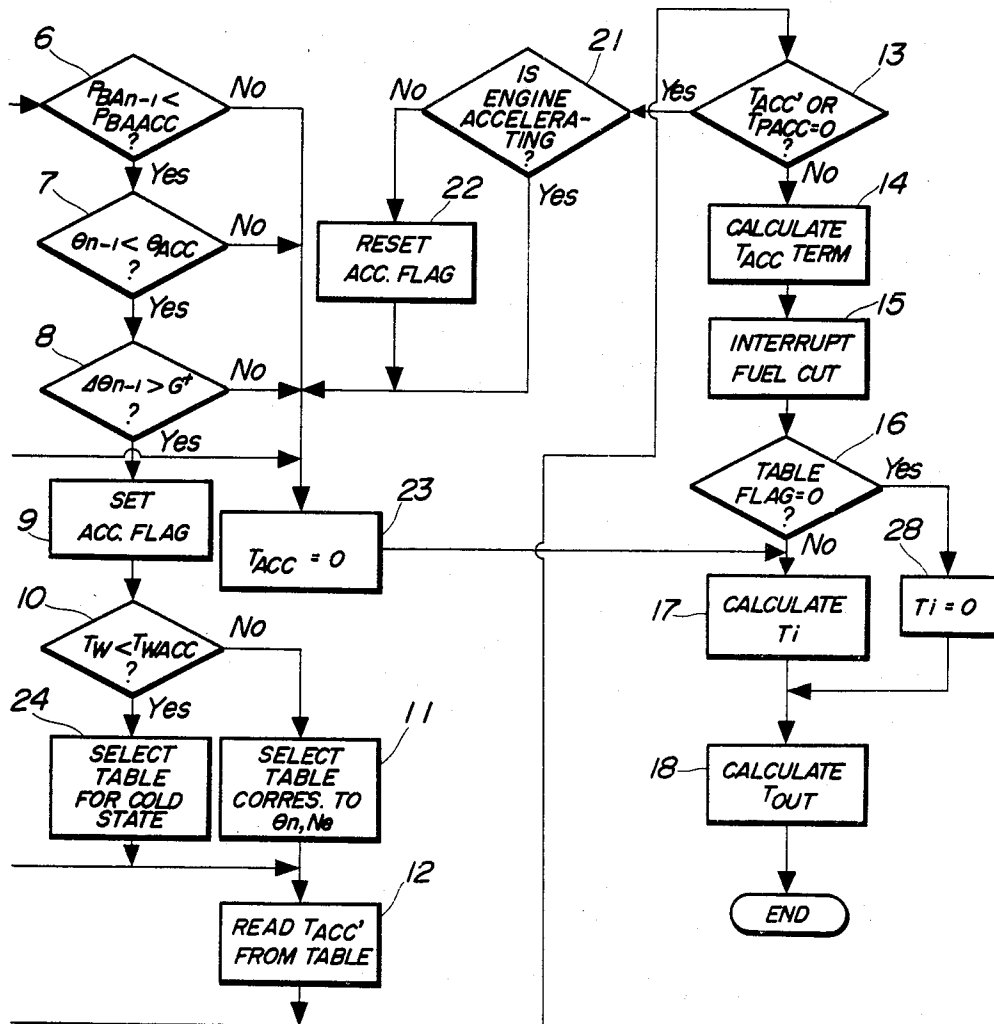 6
P_BAn-1 <
P_BAACC
?
No
Yes
7
θn-1 < θACC
?
No
Yes
8
Δθn-1 > G⁺
?
No
Yes
9
SET
ACC. FLAG
10
TW < TWACC
?
No
Yes
24
SELECT
TABLE
FOR COLD
STATE
11
SELECT
TABLE
CORRES. TO
θn, Ne
12
READ TACC'
FROM TABLE
21
IS
ENGINE
ACCELERA-
TING
?
No
Yes
22
RESET
ACC. FLAG
23
TACC = 0
13
TACC' OR
TPACC=0
?
Yes
No
14
CALCULATE
TACC TERM
15
INTERRUPT
FUEL CUT
16
TABLE
FLAG=0
?
Yes
No
28
Ti = 0
17
CALCULATE
Ti
18
CALCULATE
TOUT
END